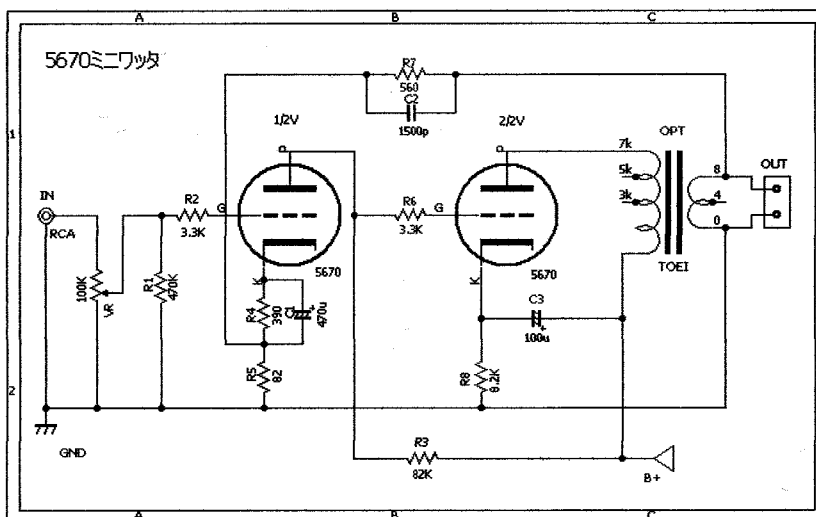 A B C
5670ミニワッタ
R7
560
C2
1500p
1
1/2V
2/2V
OPT
7k
5k
3k
8
4
0
OUT
IN
RCA
R2
3.3K
G
R6
3.3K
G
TOEI
5670
5670
100K
VR
R1
470K
K
R4
390
C1
470u
K
C3
100u
R5
82
R8
8.2K
2
GND
R3
82K
B+
A B C